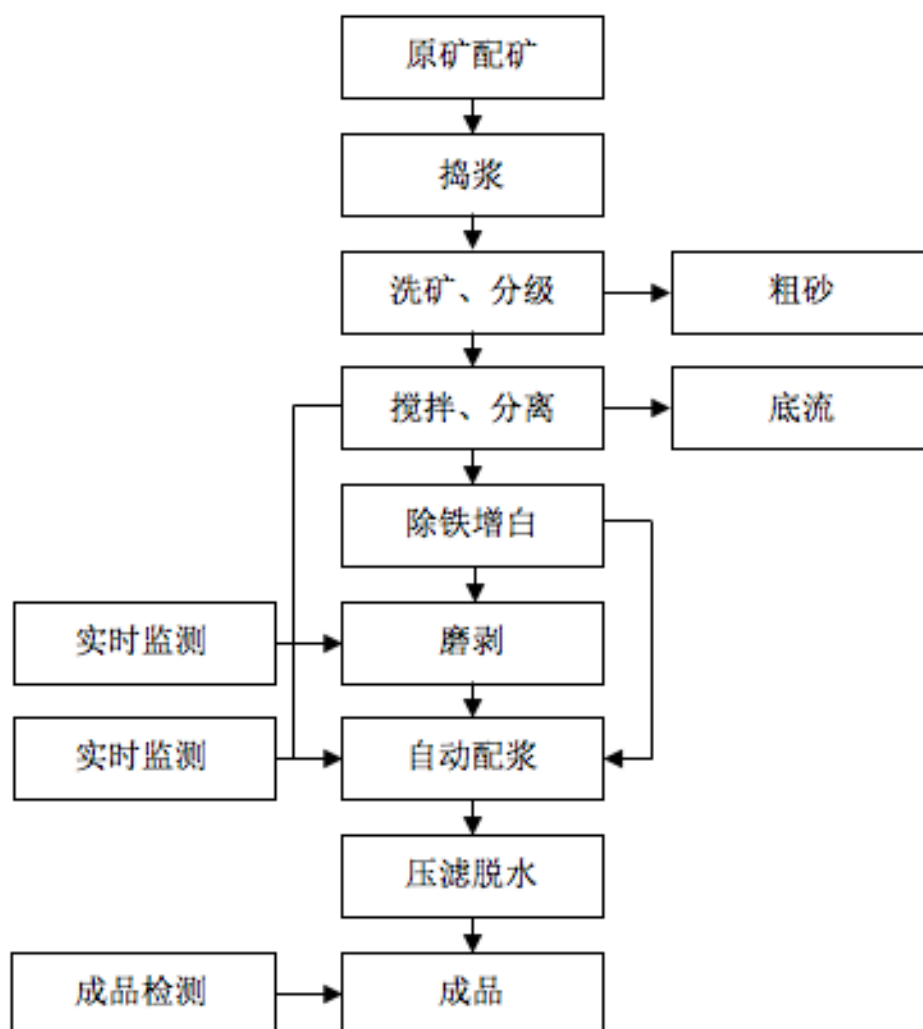 原矿配矿
捣浆
洗矿、分级
粗砂
搅拌、分离
底流
除铁增白
实时监测
磨剥
实时监测
自动配浆
压滤脱水
成品检测
成品